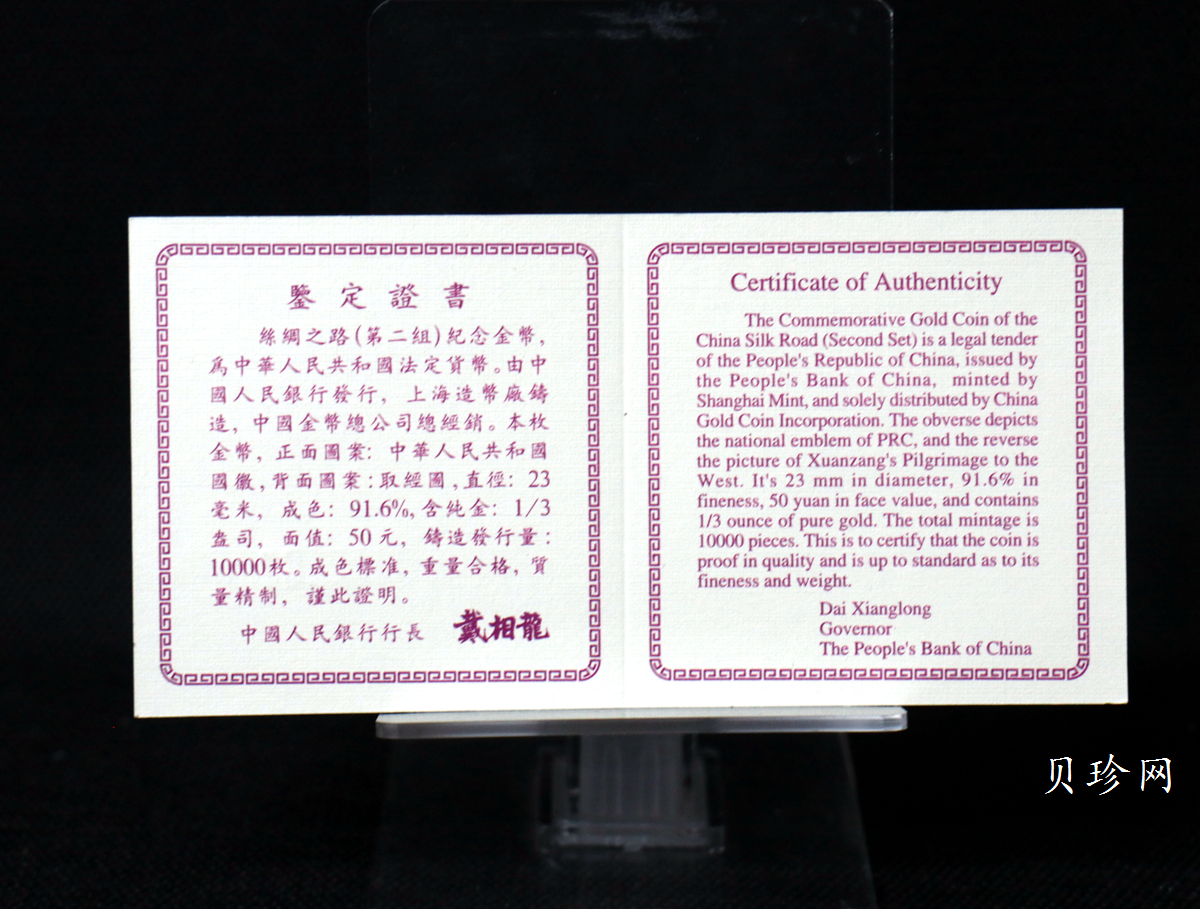 鑒定證書
絲綢之路(第二組)紀念金幣，
爲中華人民共和國法定貨幣。由中
國人民銀行發行，上海造幣廠鑄
造，中國金幣總公司總經銷。本枚
金幣，正面圖案：中華人民共和國
國徽，背面圖案：取經圖，直徑：23
毫米，成色：91.6%，含純金：1/3
盎司，面值：50元，鑄造發行量：
10000枚。成色標准，重量合格，質
量精制，謹此證明。
中國人民銀行行長 戴相龍
Certificate of Authenticity
The Commemorative Gold Coin of the
China Silk Road (Second Set) is a legal tender
of the People's Republic of China, issued by
the People's Bank of China, minted by
Shanghai Mint, and solely distributed by China
Gold Coin Incorporation. The obverse depicts
the national emblem of PRC, and the reverse
the picture of Xuanzang's Pilgrimage to the
West. It's 23 mm in diameter, 91.6% in
fineness, 50 yuan in face value, and contains
1/3 ounce of pure gold. The total mintage is
10000 pieces. This is to certify that the coin is
proof in quality and is up to standard as to its
fineness and weight.
Dai Xianglong
Governor
The People's Bank of China
贝珍网